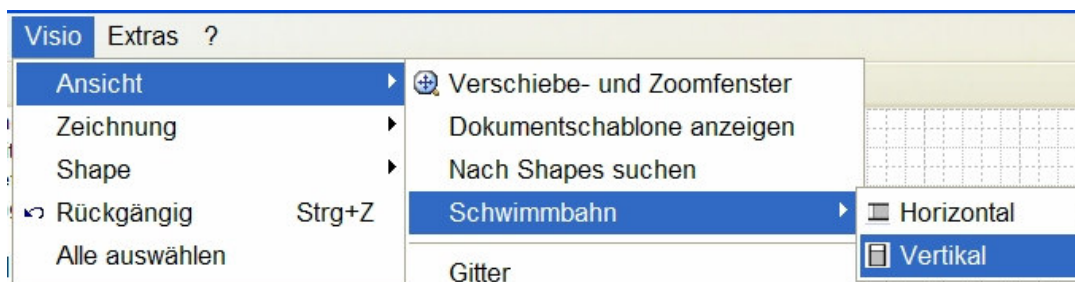 Visio Extras ?
Ansicht
Zeichnung
Shape
Rückgängig Strg+Z
Alle auswählen
Verschiebe- und Zoomfenster
Dokumentschablone anzeigen
Nach Shapes suchen
Schwimmbahn
Gitter
Horizontal
Vertikal